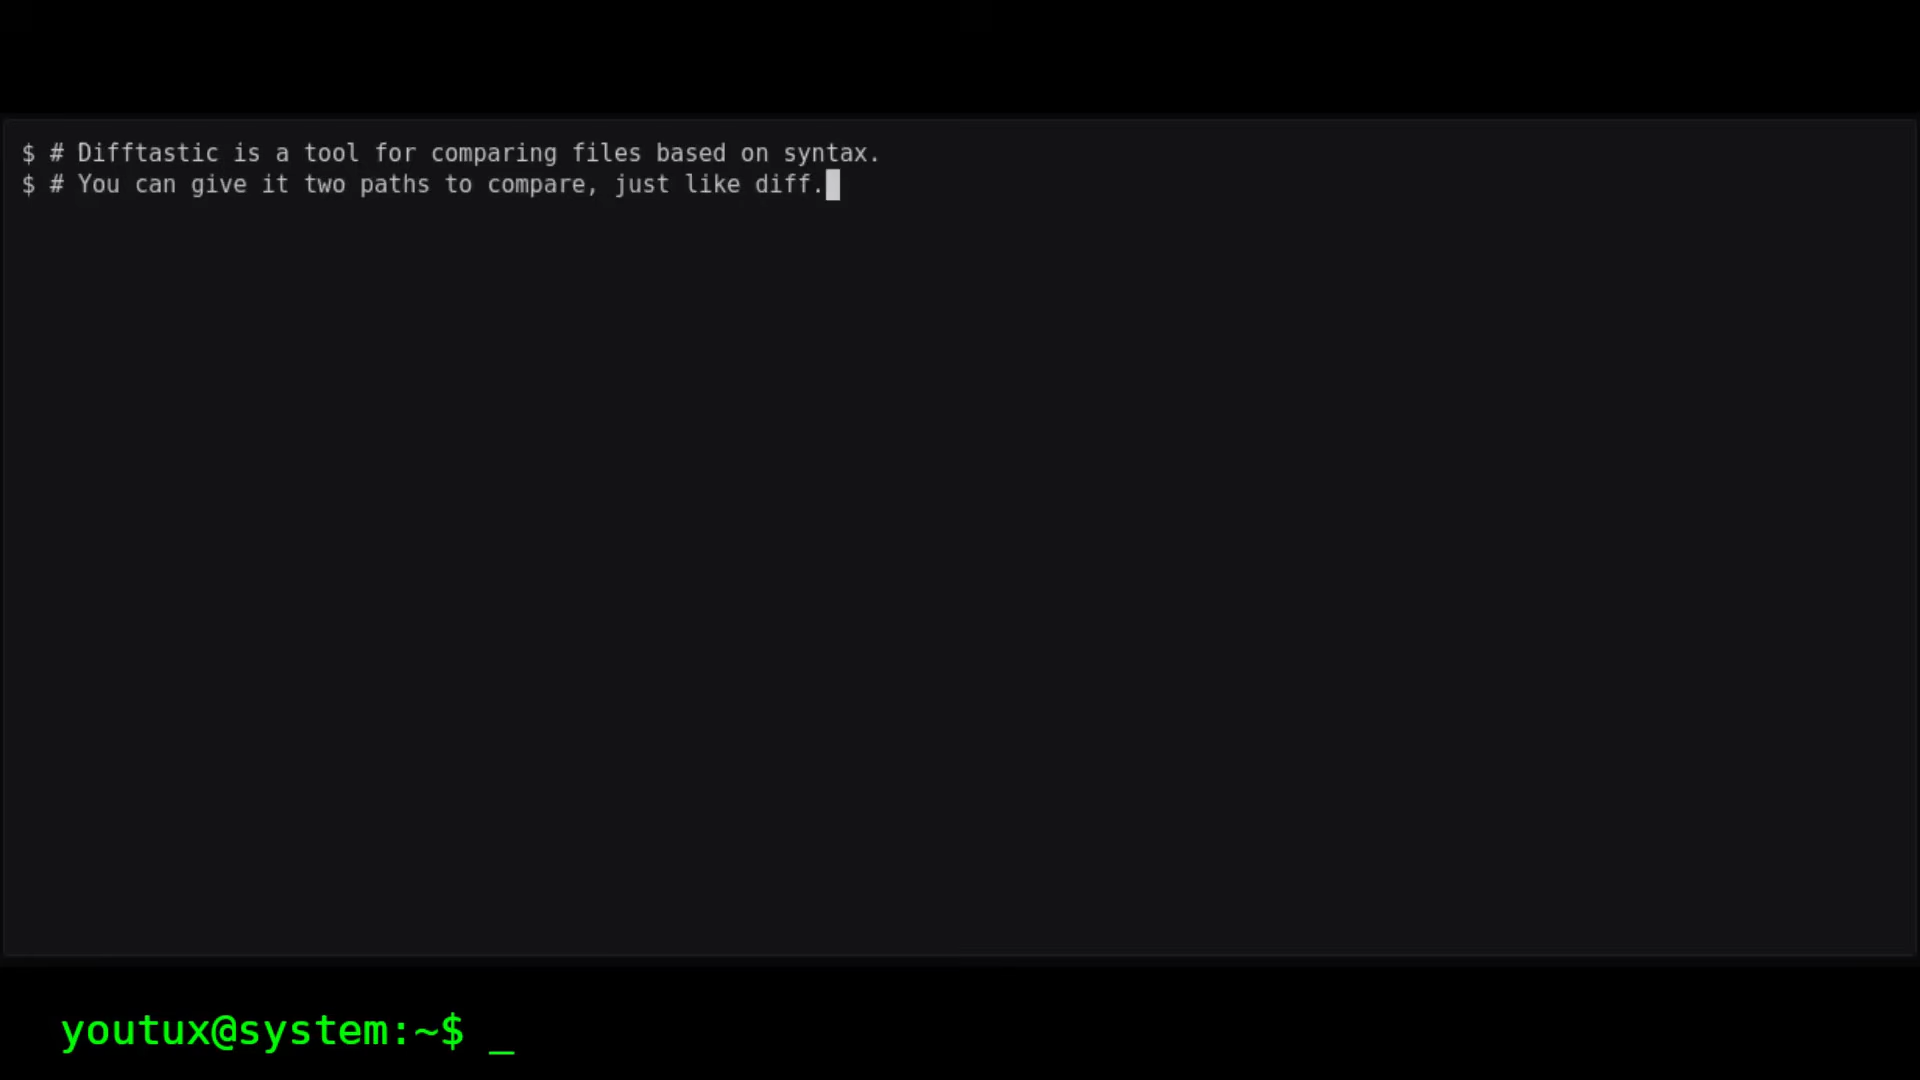 $ # Difftastic is a tool for comparing files based on syntax.
$ # You can give it two paths to compare, just like diff.
youtux@system:~$ _